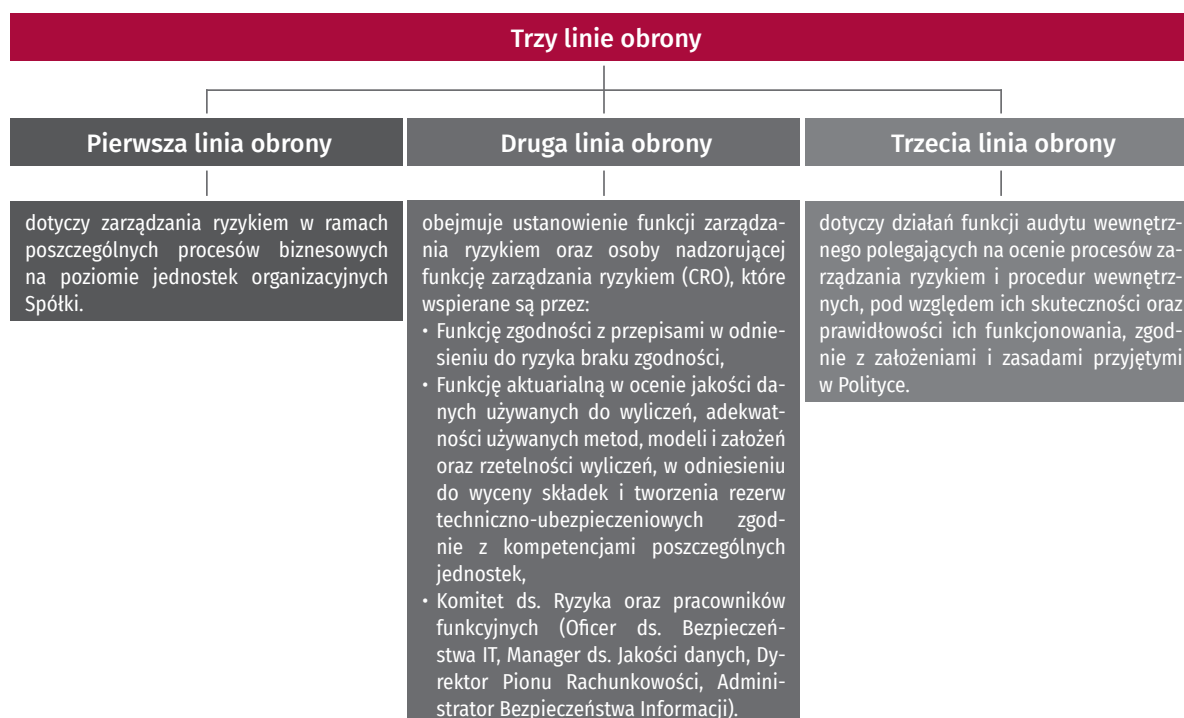 Trzy linie obrony
Pierwsza linia obrony
dotyczy zarządzania ryzykiem w ramach
poszczególnych procesów biznesowych
na poziomie jednostek organizacyjnych
Spółki.
Druga linia obrony
obejmuje ustanowienie funkcji zarządza-
nia ryzykiem oraz osoby nadzorującej
funkcję zarządzania ryzykiem (CRO), które
wspierane są przez:
• Funkcję zgodności z przepisami w odnie-
sieniu do ryzyka braku zgodności,
• Funkcję aktuarialną w ocenie jakości da-
nych używanych do wyliczeń, adekwat-
ności używanych metod, modeli i założeń
oraz rzetelności wyliczeń, w odniesieniu
do wyceny składek i tworzenia rezerw
techniczno-ubezpieczeniowych zgod-
nie z kompetencjami poszczególnych
jednostek,
• Komitet ds. Ryzyka oraz pracowników
funkcyjnych (Oficer ds. Bezpieczeń-
stwa IT, Manager ds. Jakości danych, Dy-
rektor Pionu Rachunkowości, Admini-
strator Bezpieczeństwa Informacji).
Trzecia linia obrony
dotyczy działań funkcji audytu wewnętrz-
nego polegających na ocenie procesów za-
rządzania ryzykiem i procedur wewnętrz-
nych, pod względem ich skuteczności oraz
prawidłowości ich funkcjonowania, zgod-
nie z założeniami i zasadami przyjętymi
w Polityce.